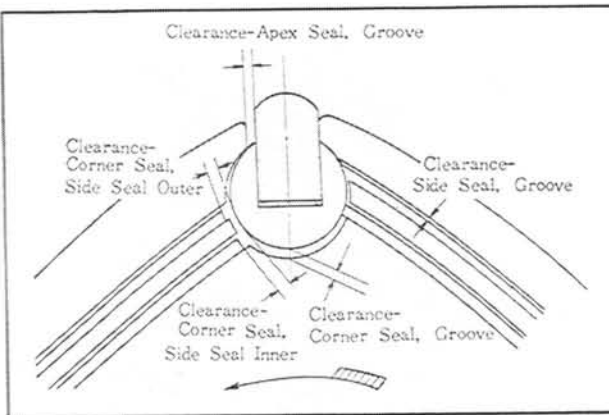 Clearance-Apex Seal, Groove
Clearance-
Corner Seal,
Side Seal Outer
Clearance-
Side Seal, Groove
Clearance-
Corner Seal,
Side Seal Inner
Clearance-
Corner Seal, Groove